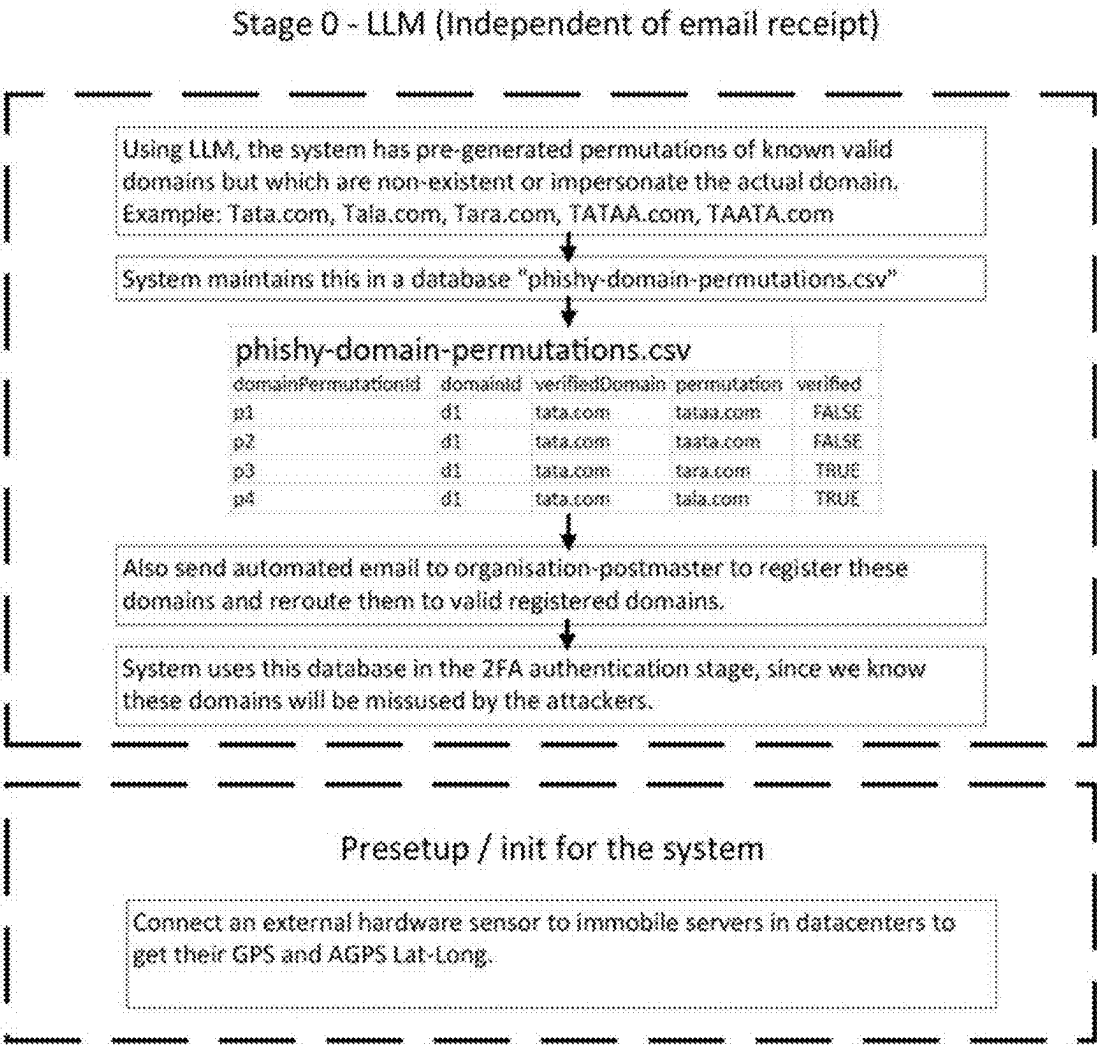 Stage 0 - LLM (Independent of email receipt)
Using LLM, the system has pre-generated permutations of known valid
domains but which are non-existent or impersonate the actual domain.
Example: Tata.com, Taia.com, Tara.com, TATAA.com, TAATA.com
System maintains this in a database "phishy-domain-permutations.csv"
phishy-domain-permutations.csv
domainPermutationId domainId verifiedDomain permutation verified
p1 d1 tata.com tataa.com FALSE
p2 d1 tata.com taata.com FALSE
p3 d1 tata.com tara.com TRUE
p4 d1 tata.com taia.com TRUE
Also send automated email to organisation-postmaster to register these
domains and reroute them to valid registered domains.
System uses this database in the 2FA authentication stage, since we know
these domains will be missused by the attackers.
Presetup / init for the system
Connect an external hardware sensor to immobile servers in datacenters to
get their GPS and AGPS Lat-Long.